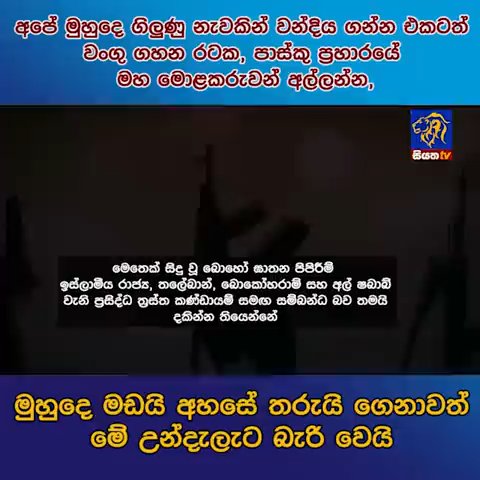 අපේ මුහුදෙ ගිලුණු නැවකින් වන්දිය ගන්න එකටත්
වංගු ගහන රටක, පාස්කු ප්‍රහාරයේ
මහ මොළකරුවන් අල්ලන්න,
සියත tv
මෙතෙක් සිදු වූ බොහෝ ඝාතන පිපිරීම්
ඉස්ලාමීය රාජ්‍ය, තලේබාන්, බොකෝහරාම් සහ අල් ෂබාබ්
වැනි ප්‍රසිද්ධ ත්‍රස්ත කණ්ඩායම් සමඟ සම්බන්ධ බව තමයි
දකින්න තියෙන්නේ
මුහුදෙ මඩයි අහසේ තරුයි ගෙනාවත්
මේ උන්දැලැට බැරි වෙයි